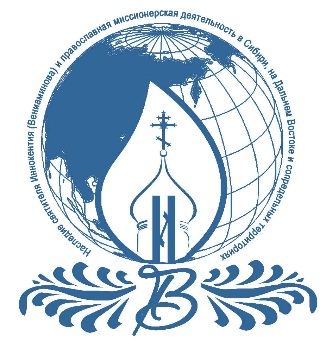 Наследие святителя Иннокентия (Вениаминова) и православная миссионерская деятельность в Сибири, на Дальнем Востоке и сопредельных территориях
И
В